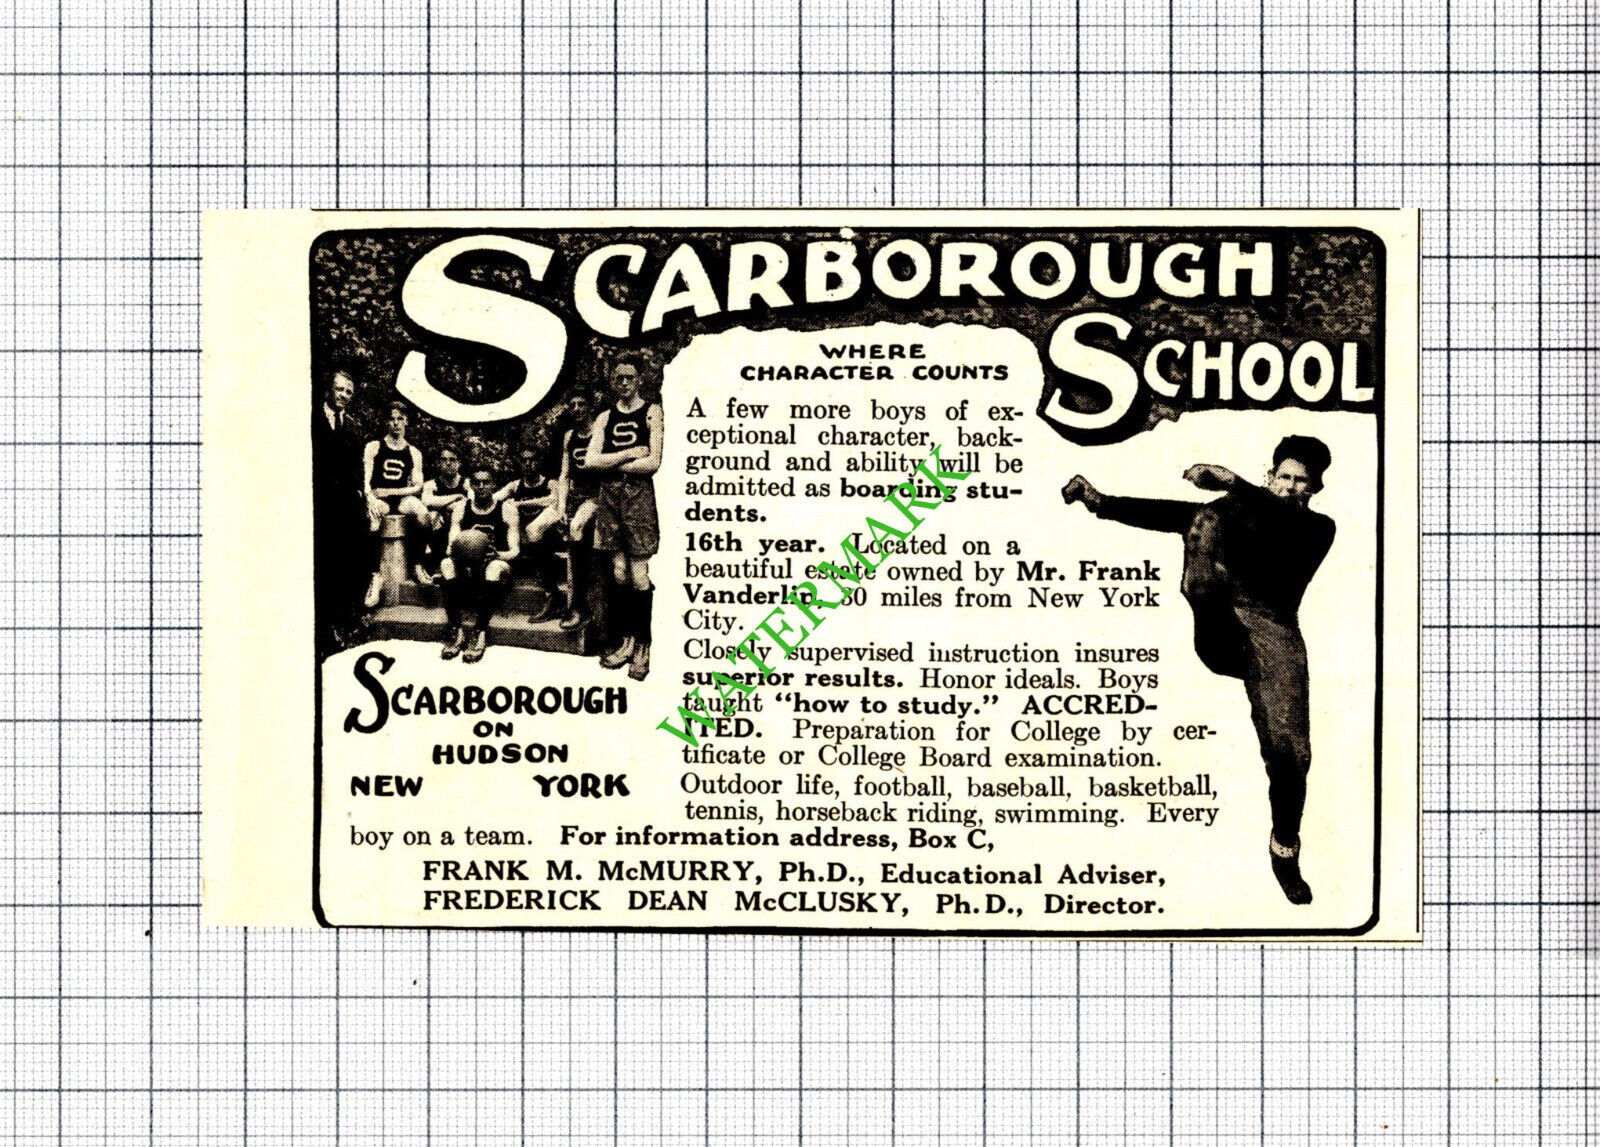 SCARBOROUGH
SCHOOL
WHERE
CHARACTER COUNTS
A few more boys of ex-
ceptional character, back-
ground and ability will be
admitted as boarding stu-
dents.
16th year. Located on a
beautiful estate owned by Mr. Frank
Vanderlip, 30 miles from New York
City.
Closely supervised instruction insures
superior results. Honor ideals. Boys
taught "how to study." ACCRED-
ITED. Preparation for College by cer-
tificate or College Board examination.
Outdoor life, football, baseball, basketball,
tennis, horseback riding, swimming. Every
boy on a team. For information address, Box C,
FRANK M. McMURRY, Ph.D., Educational Adviser,
FREDERICK DEAN McCLUSKY, Ph.D., Director.
SCARBOROUGH
ON
HUDSON
NEW YORK
S
S
S
WATERMARK